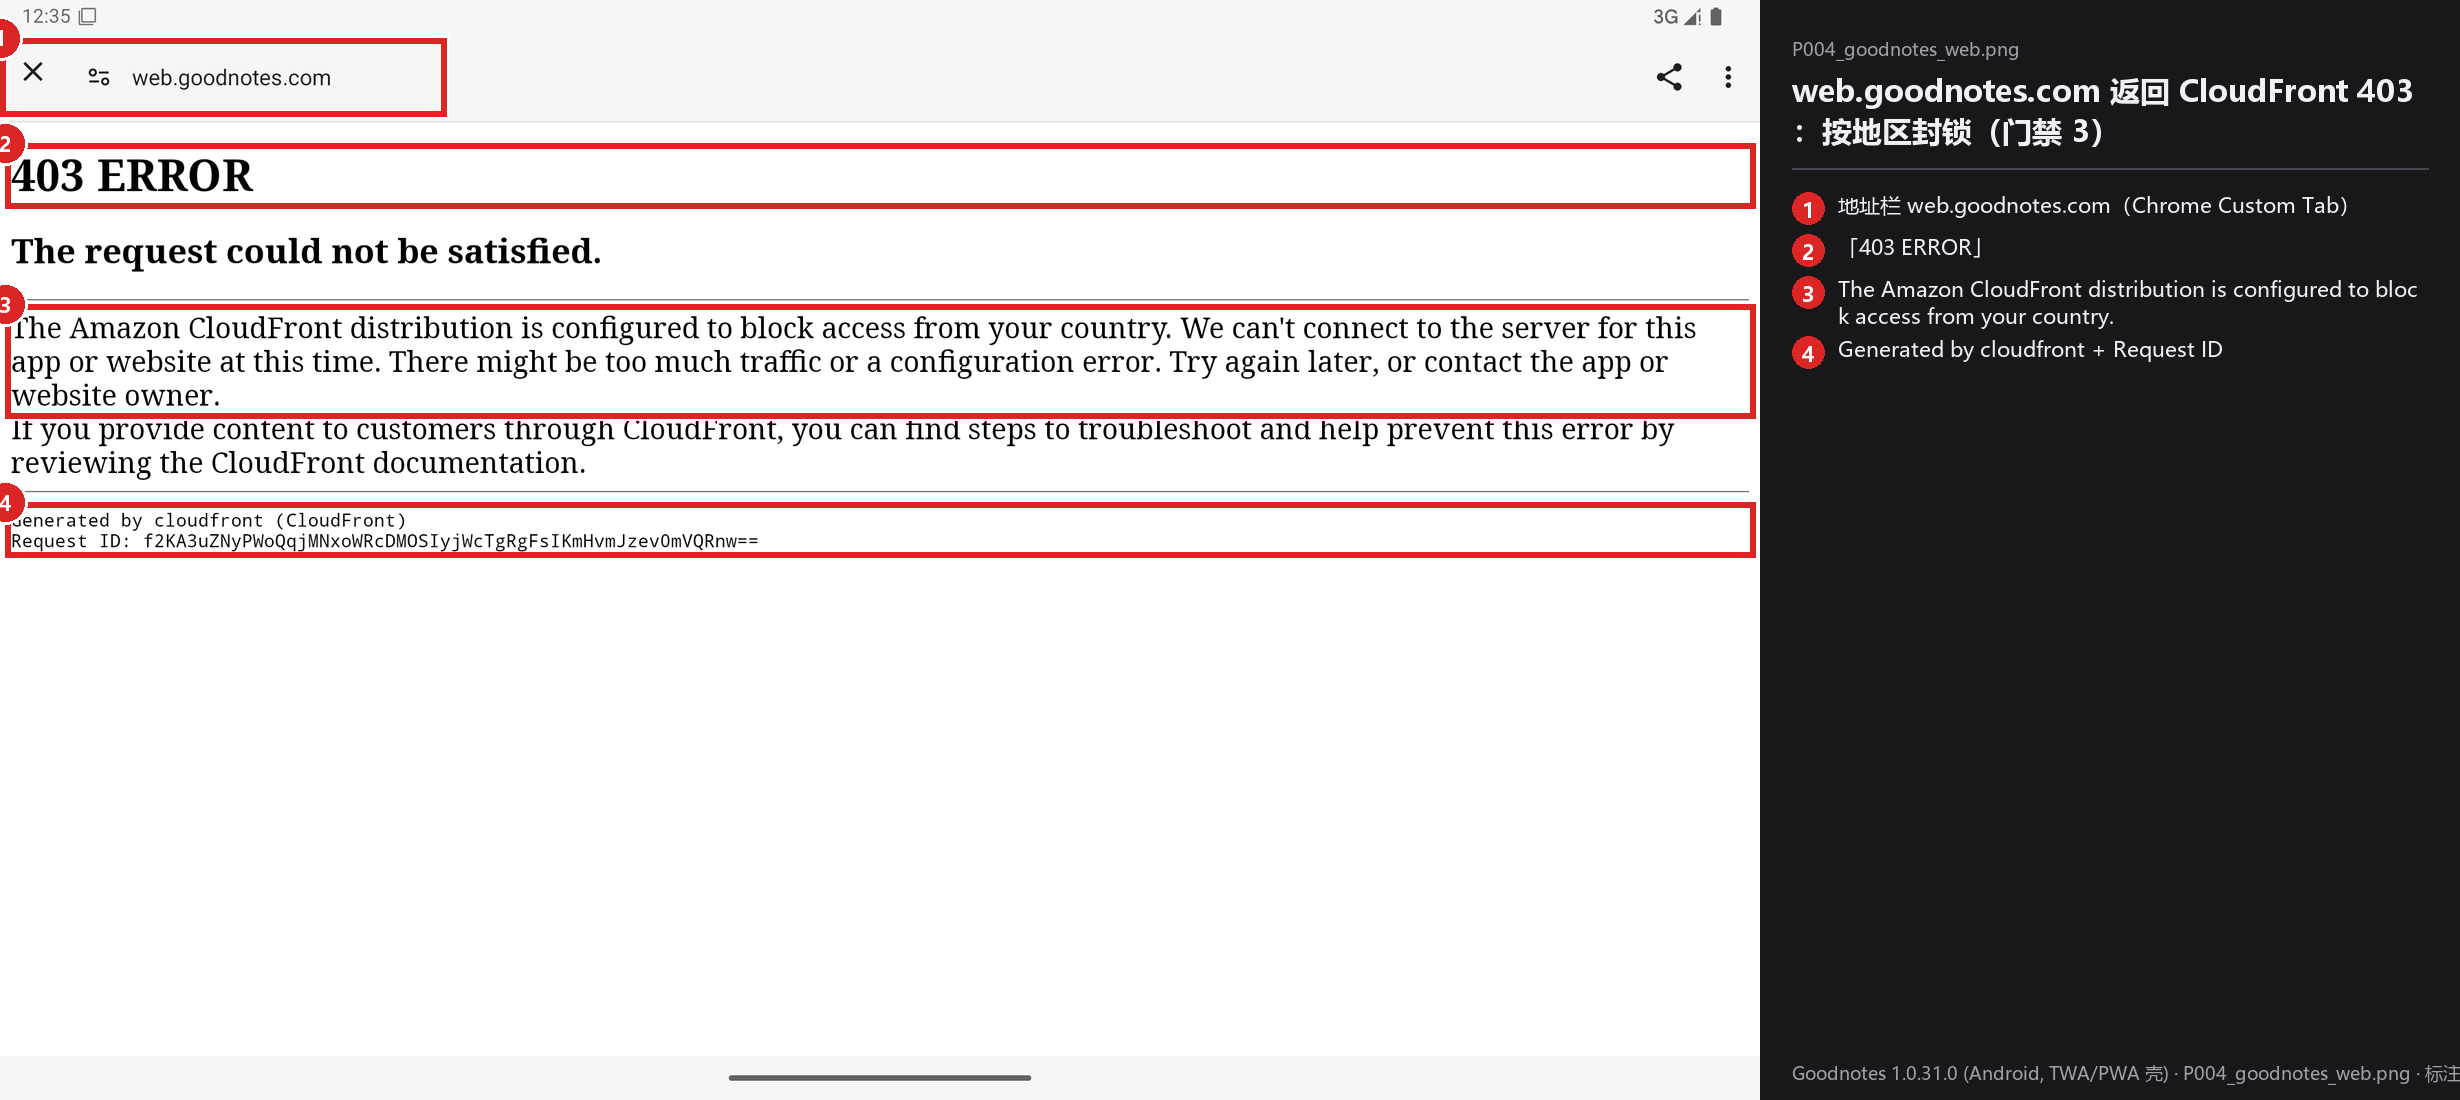 12:35
3G
1
web.goodnotes.com
2
403 ERROR
The request could not be satisfied.
3
The Amazon CloudFront distribution is configured to block access from your country. We can't connect to the server for this
app or website at this time. There might be too much traffic or a configuration error. Try again later, or contact the app or
website owner.
If you provide content to customers through CloudFront, you can find steps to troubleshoot and help prevent this error by
reviewing the CloudFront documentation.
4
Generated by cloudfront (CloudFront)
Request ID: f2KA3uZNyPWoQqjMNxoWRcDMOSIyjWcTgRgFsIKmHvmJzev0mVQRnw==
P004_goodnotes_web.png
web.goodnotes.com 返回 CloudFront 403
：按地区封锁（门禁 3）
1 地址栏 web.goodnotes.com（Chrome Custom Tab）
2 「403 ERROR」
3 The Amazon CloudFront distribution is configured to bloc
k access from your country.
4 Generated by cloudfront + Request ID
Goodnotes 1.0.31.0 (Android, TWA/PWA 壳) · P004_goodnotes_web.png · 标注